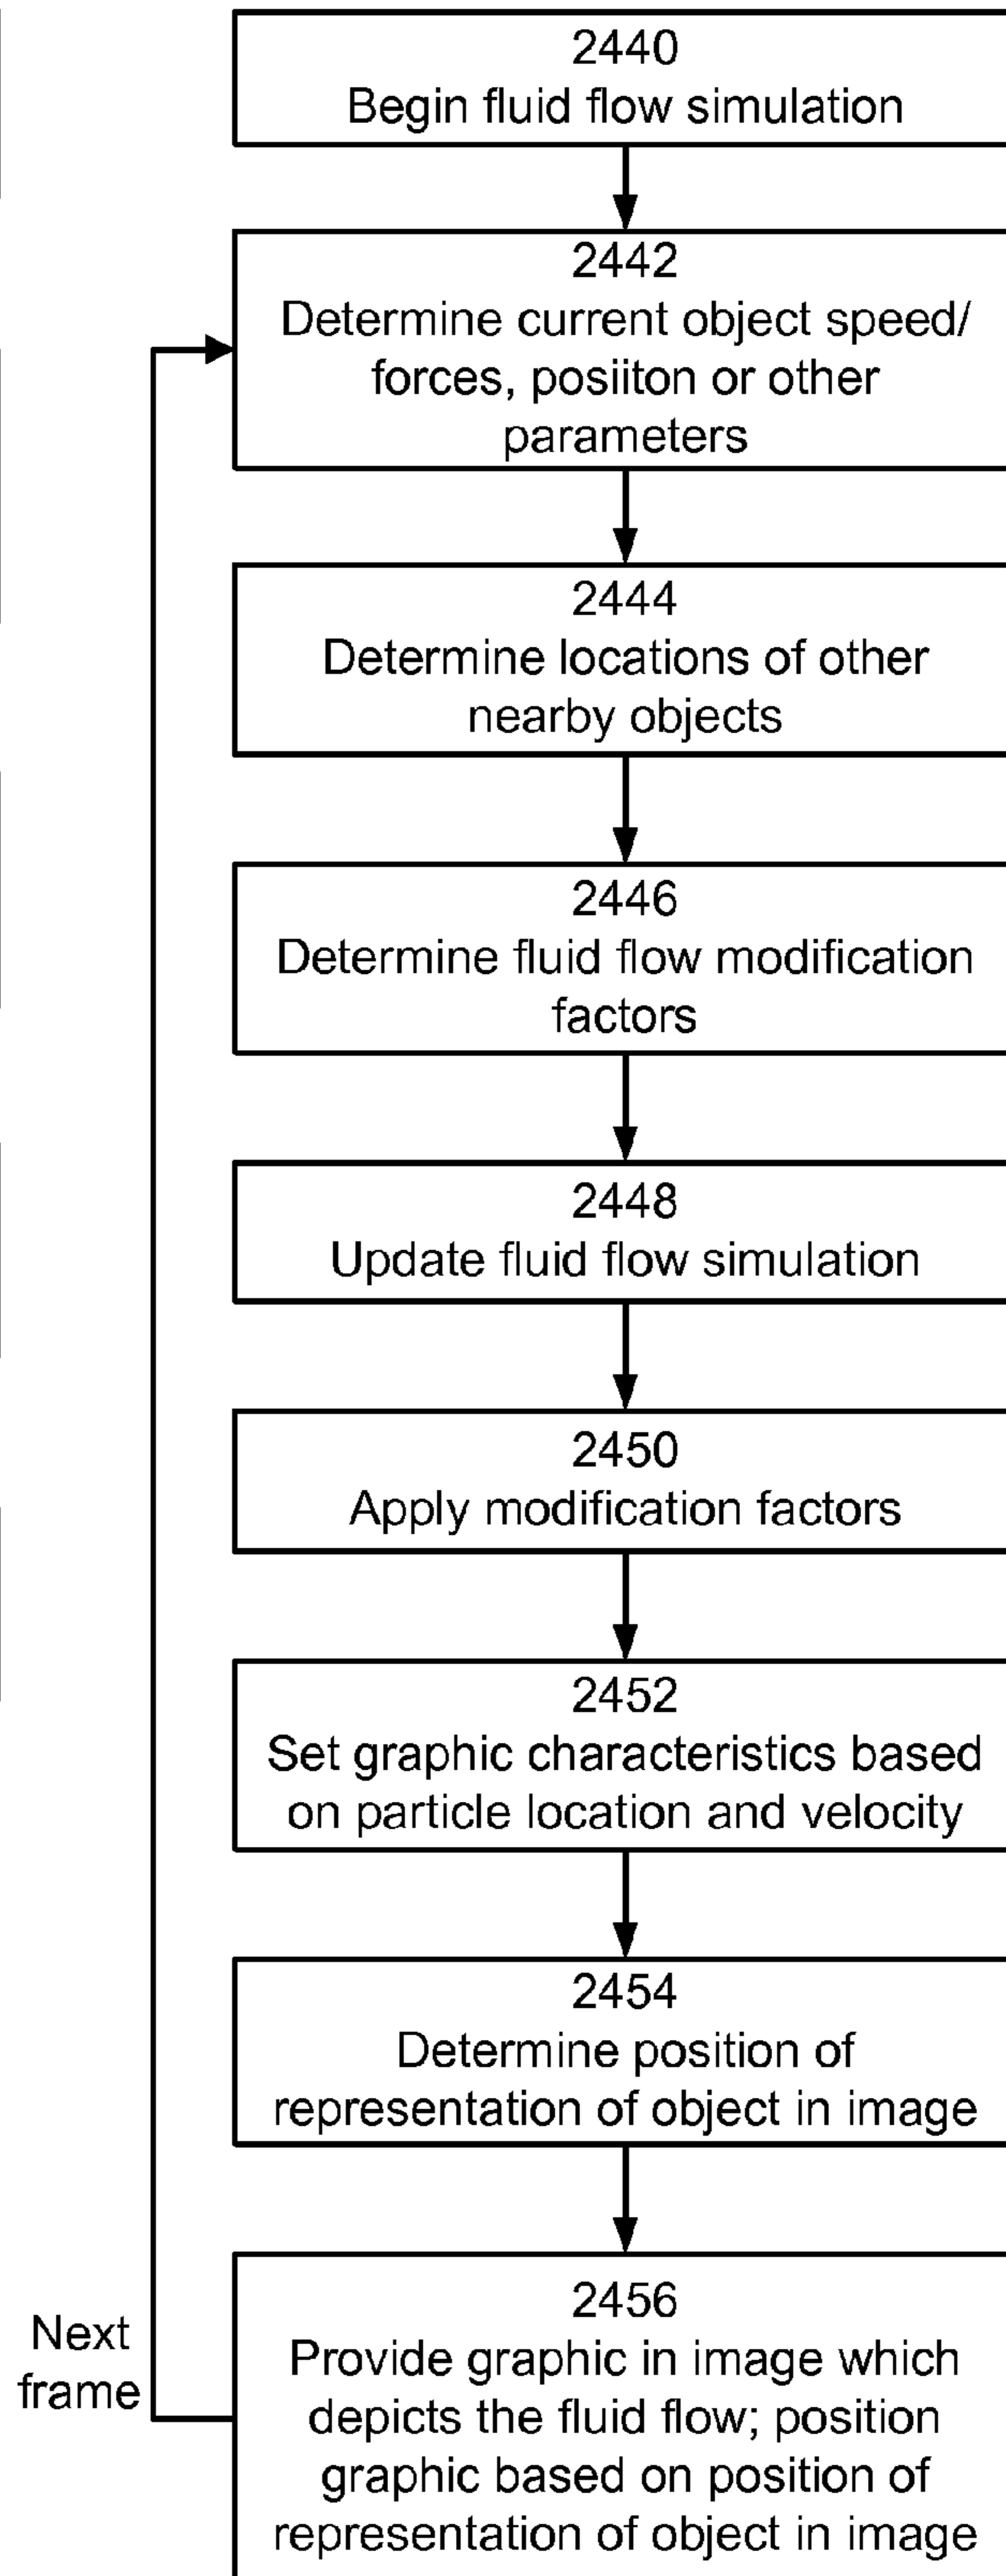 2440
Begin fluid flow simulation
2442
Determine current object speed/
forces, posiiton or other
parameters
2444
Determine locations of other
nearby objects
2446
Determine fluid flow modification
factors
2448
Update fluid flow simulation
2450
Apply modification factors
2452
Set graphic characteristics based
on particle location and velocity
2454
Determine position of
representation of object in image
2456
Provide graphic in image which
depicts the fluid flow; position
graphic based on position of
representation of object in image
Next
frame